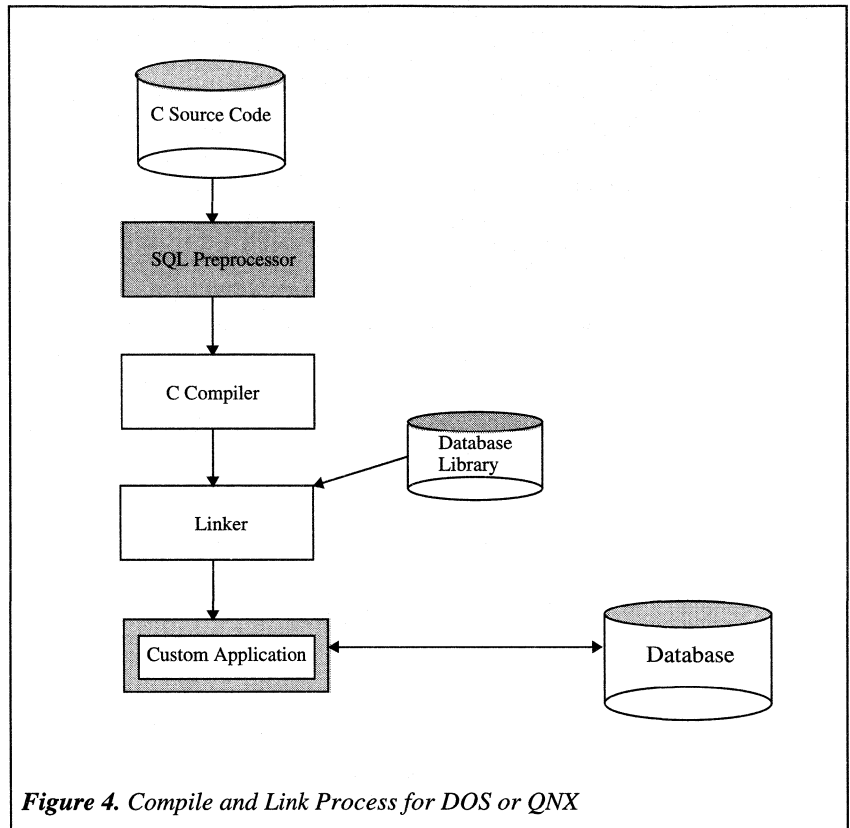 C Source Code
SQL Preprocessor
C Compiler
Database
Library
Linker
Custom Application
Database
Figure 4. Compile and Link Process for DOS or QNX